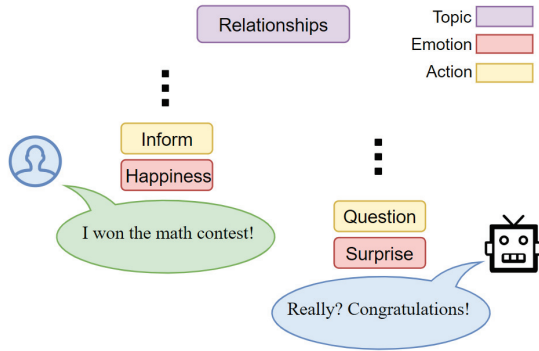 Relationships
Topic
Emotion
Action
Inform
Happiness
I won the math contest!
Question
Surprise
Really? Congratulations!